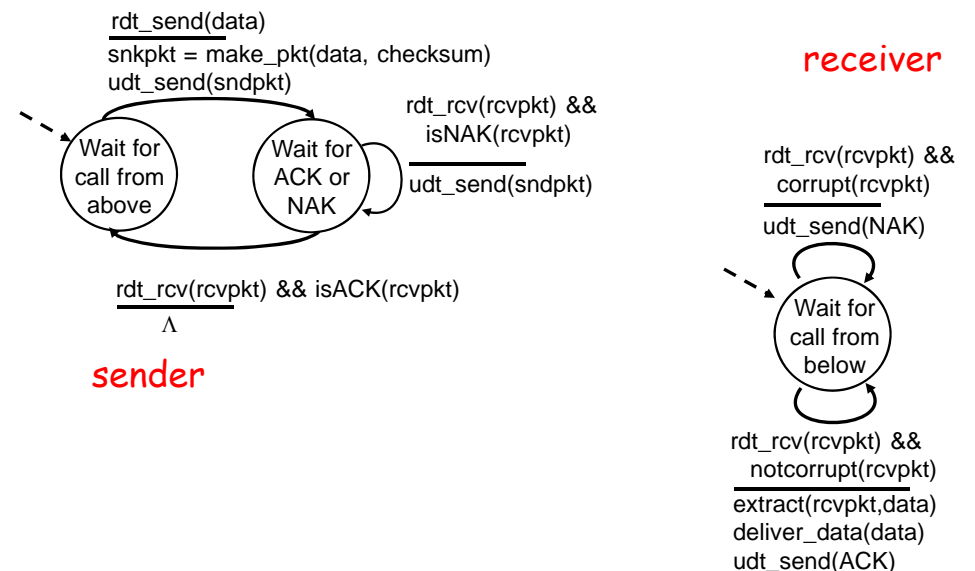 rdt_send(data)
snkpkt = make_pkt(data, checksum)
udt_send(sndpkt)
Wait for
call from
above
Wait for
ACK or
NAK
rdt_rcv(rcvpkt) &&
isNAK(rcvpkt)
udt_send(sndpkt)
rdt_rcv(rcvpkt) && isACK(rcvpkt)
Λ
sender
receiver
rdt_rcv(rcvpkt) &&
corrupt(rcvpkt)
udt_send(NAK)
Wait for
call from
below
rdt_rcv(rcvpkt) &&
notcorrupt(rcvpkt)
extract(rcvpkt,data)
deliver_data(data)
udt_send(ACK)